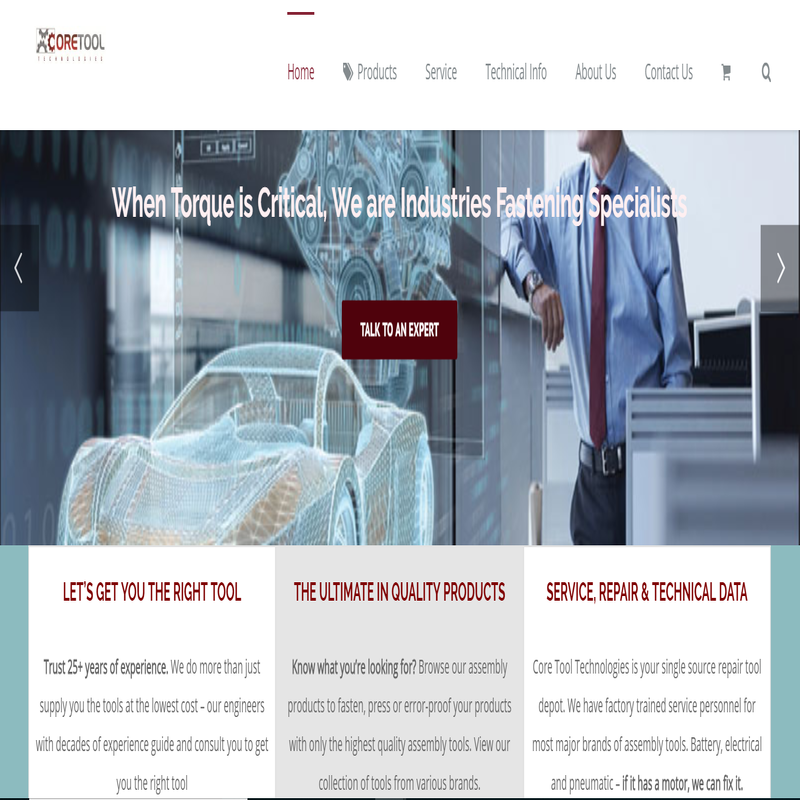 CORETOOL
TECHNOLOGIES
Home Products Service Technical Info About Us Contact Us
When Torque is Critical, We are Industries Fastening Specialists
TALK TO AN EXPERT
LET'S GET YOU THE RIGHT TOOL
Trust 25+ years of experience. We do more than just
supply you the tools at the lowest cost – our engineers
with decades of experience guide and consult you to get
you the right tool
THE ULTIMATE IN QUALITY PRODUCTS
Know what you're looking for? Browse our assembly
products to fasten, press or error-proof your products
with only the highest quality assembly tools. View our
collection of tools from various brands.
SERVICE, REPAIR & TECHNICAL DATA
Core Tool Technologies is your single source repair tool
depot. We have factory trained service personnel for
most major brands of assembly tools. Battery, electrical
and pneumatic – if it has a motor, we can fix it.